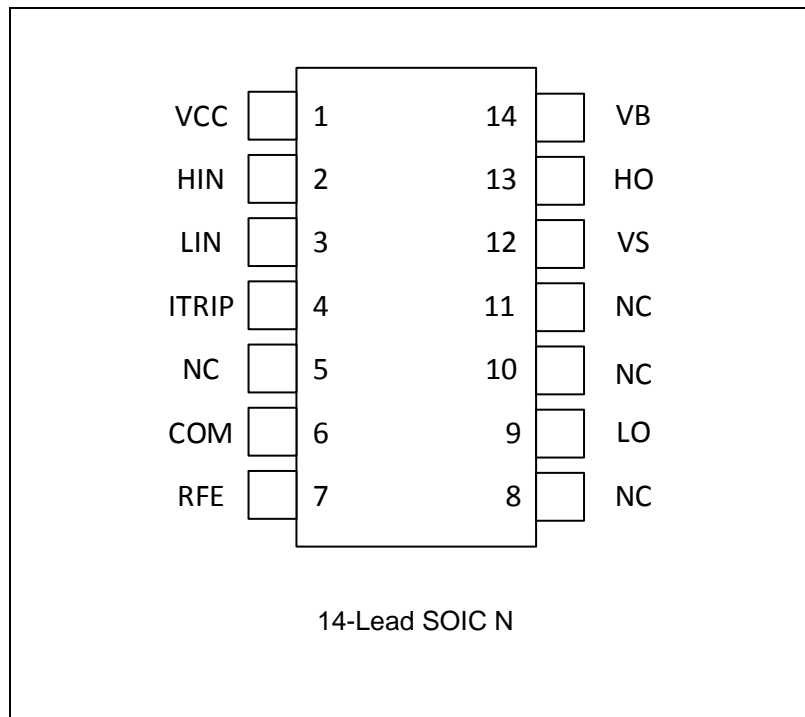 VCC 1 14 VB
HIN 2 13 HO
LIN 3 12 VS
ITRIP 4 11 NC
NC 5 10 NC
COM 6 9 LO
RFE 7 8 NC
14-Lead SOIC N